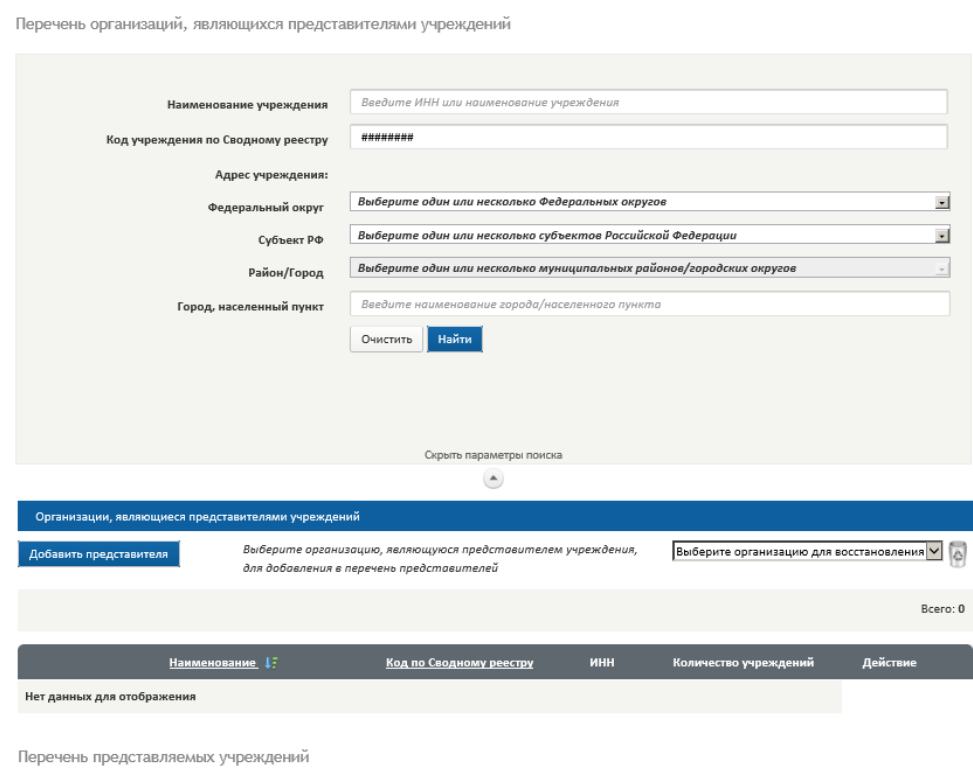 Перечень организаций, являющихся представителями учреждений
Наименование учреждения
Введите ИНН или наименование учреждения
Код учреждения по Сводному реестру
########
Адрес учреждения:
Федеральный округ
Выберите один или несколько Федеральных округов
Субъект РФ
Выберите один или несколько субъектов Российской Федерации
Район/Город
Выберите один или несколько муниципальных районов/городских округов
Город, населенный пункт
Введите наименование города/населенного пункта
Очистить Найти
Скрыть параметры поиска
Организации, являющиеся представителями учреждений
Добавить представителя
Выберите организацию, являющуюся представителем учреждения,
для добавления в перечень представителей
Выберите организацию для восстановления
Всего: 0
Наименование Код по Сводному реестру ИНН Количество учреждений Действие
Нет данных для отображения
Перечень представляемых учреждений